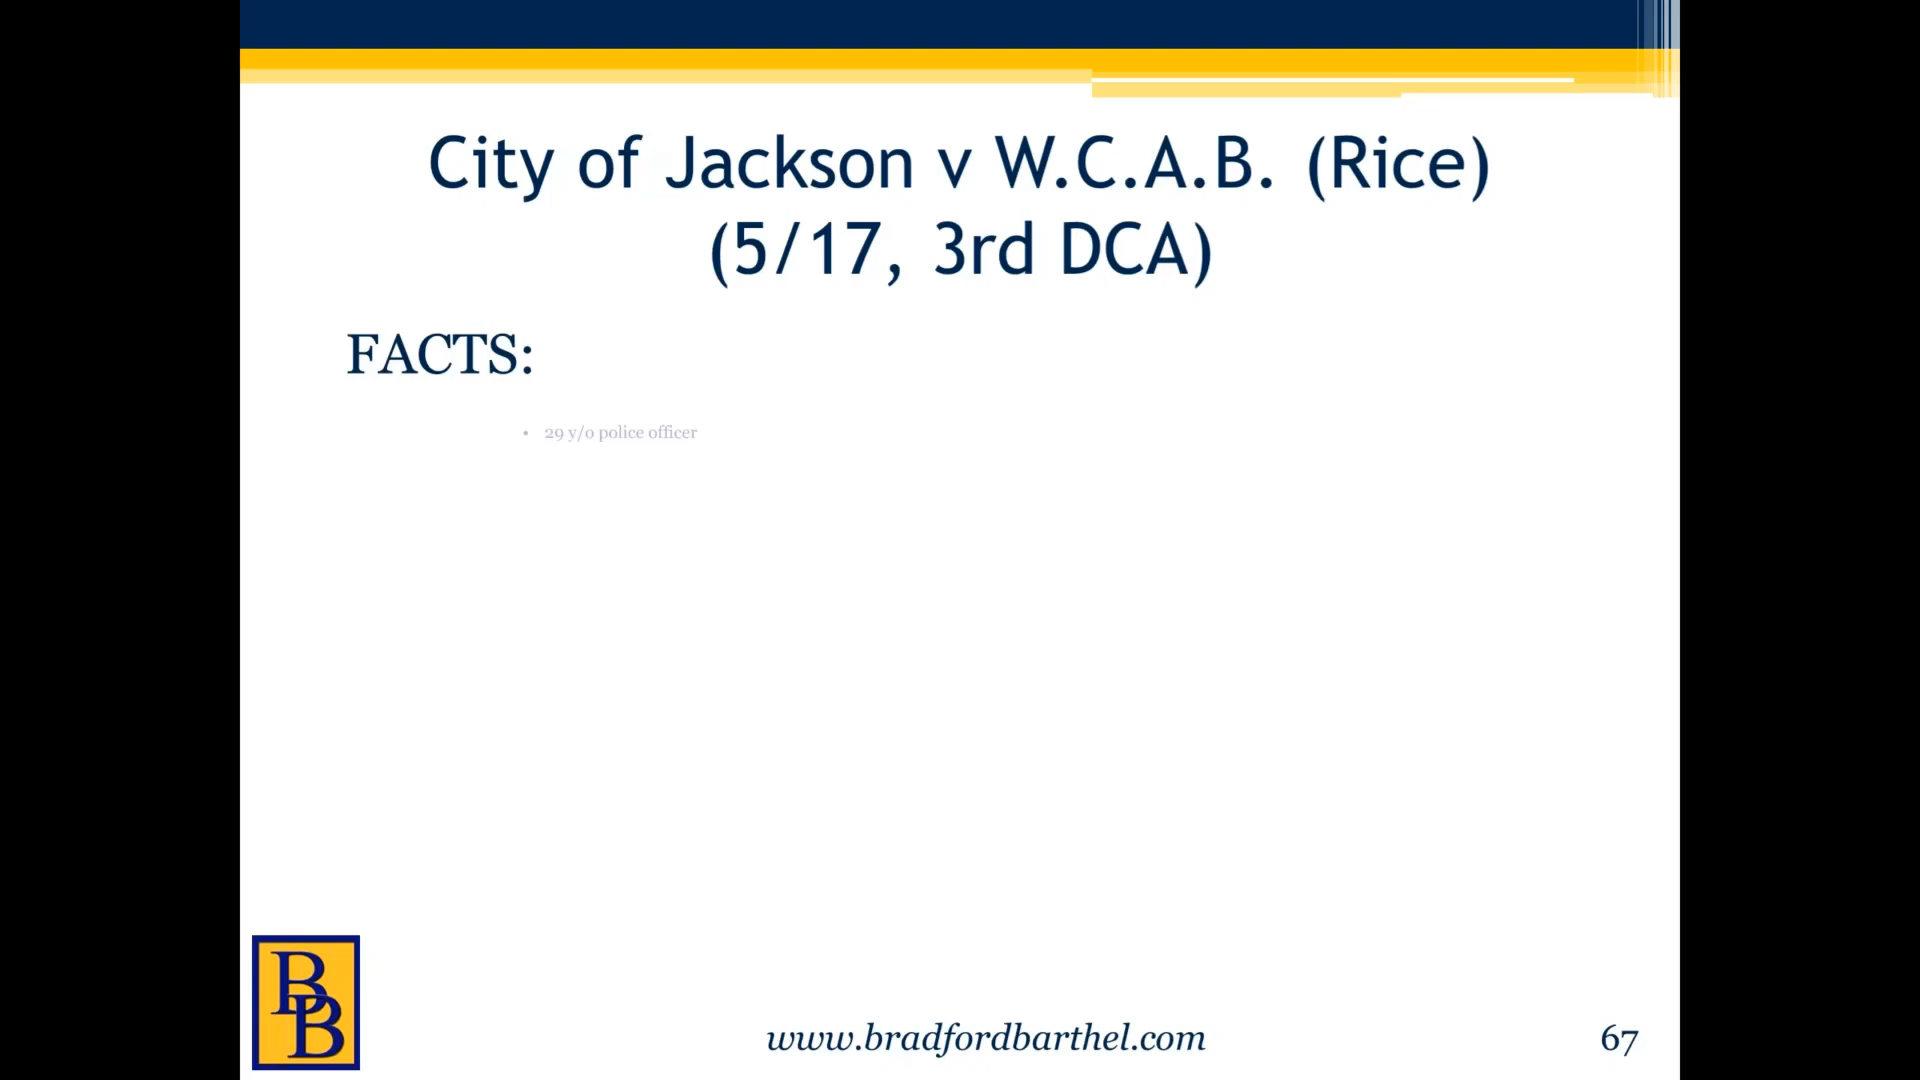 City of Jackson v W.C.A.B. (Rice)
(5/17, 3rd DCA)
FACTS:
• 29 y/o police officer
BB
www.bradfordbarthel.com
67